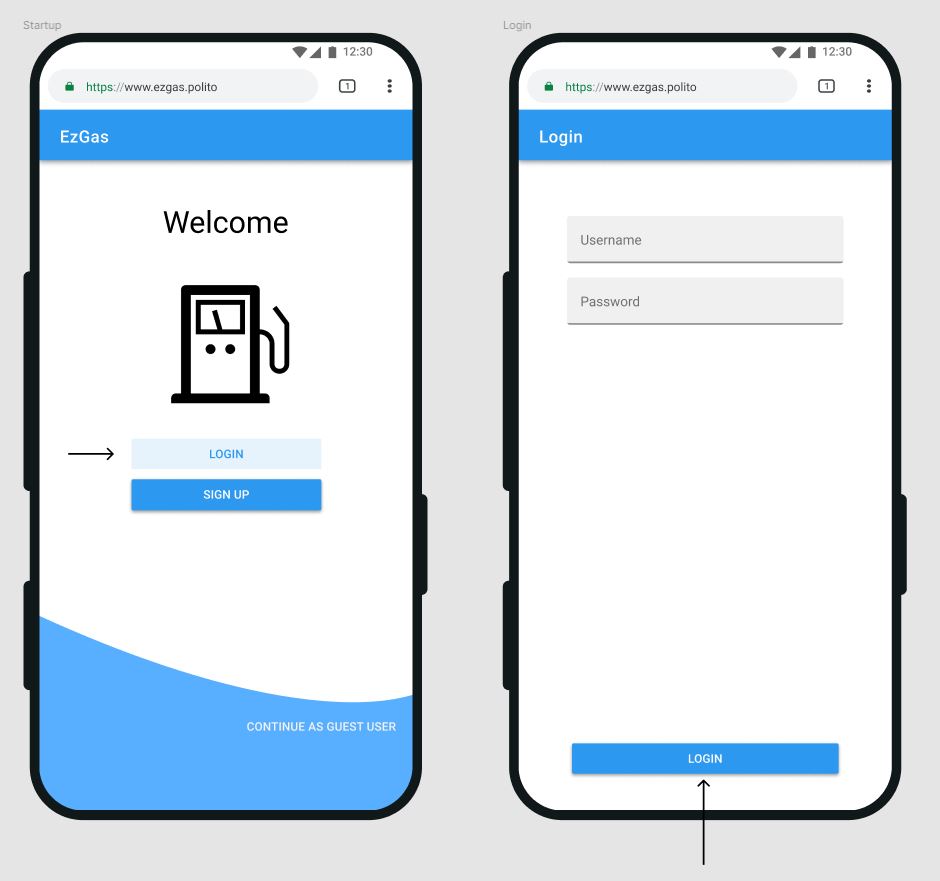 Startup
12:30
https://www.ezgas.polito
1
EzGas
Welcome
LOGIN
SIGN UP
CONTINUE AS GUEST USER
Login
12:30
https://www.ezgas.polito
1
Login
Username
Password
LOGIN